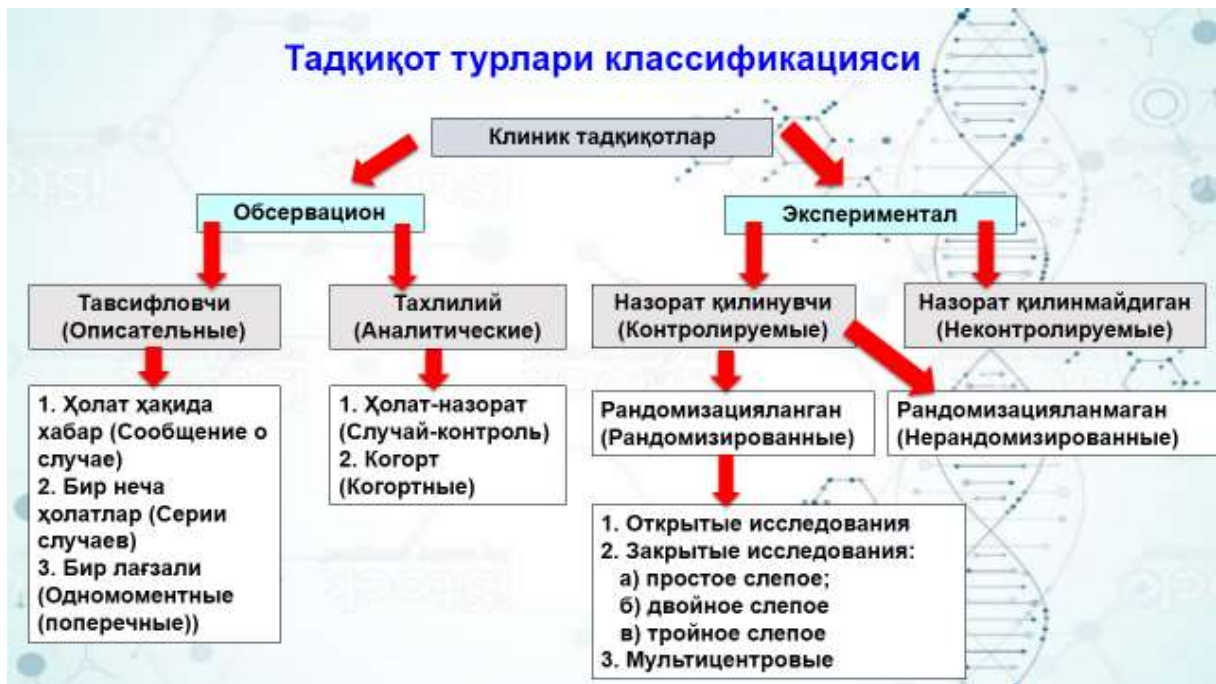 Тадқиқот турлари классификацияси
Клиник тадқиқотлар
Обсервацион
Экспериментал
Тавсифловчи
(Описательные)
Тахлилий
(Аналитические)
Назорат қилинувчи
(Контролируемые)
Назорат қилинмайдиган
(Неконтролируемые)
1. Ҳолат ҳақида
хабар (Сообщение о
случае)
2. Бир неча
ҳолатлар (Серии
случаев)
3. Бир лағзали
(Одномоментные
(поперечные))
1. Ҳолат-назорат
(Случай-контроль)
2. Когорт
(Когортные)
Рандомизацияланган
(Рандомизированные)
Рандомизацияланмаган
(Нерандомизированные)
1. Открытые исследования
2. Закрытые исследования:
а) простое слепое;
б) двойное слепое
в) тройное слепое
3. Мультицентровые